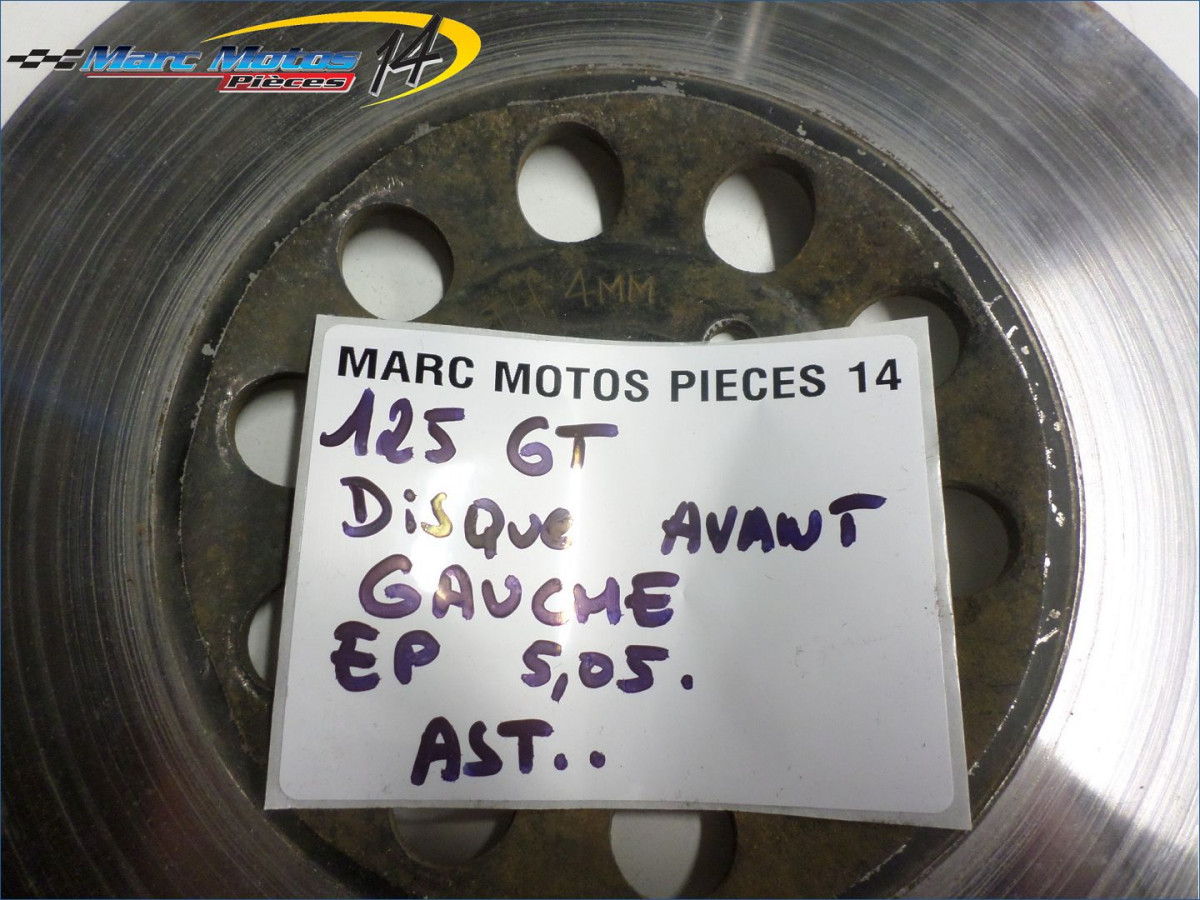 Marc Motos 14
Pièces
4MM
MARC MOTOS PIECES 14
125 GT
DiSQue AVANT
GAUCHE
EP 5,05.
AST..